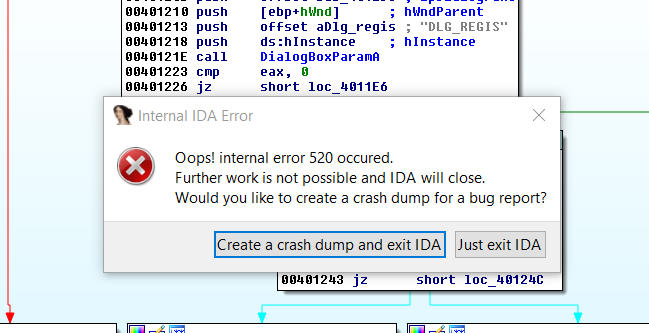 00401210 push    [ebp+hWnd]      ; hWndParent
00401213 push    offset aDlg_regis ; "DLG_REGIS"
00401218 push    ds:hInstance    ; hInstance
0040121E call    DialogBoxParamA
00401223 cmp     eax, 0
00401226 jz      short loc_4011E6
Internal IDA Error
Oops! internal error 520 occured.
Further work is not possible and IDA will close.
Would you like to create a crash dump for a bug report?
Create a crash dump and exit IDA
Just exit IDA
00401243 jz      short loc_40124C